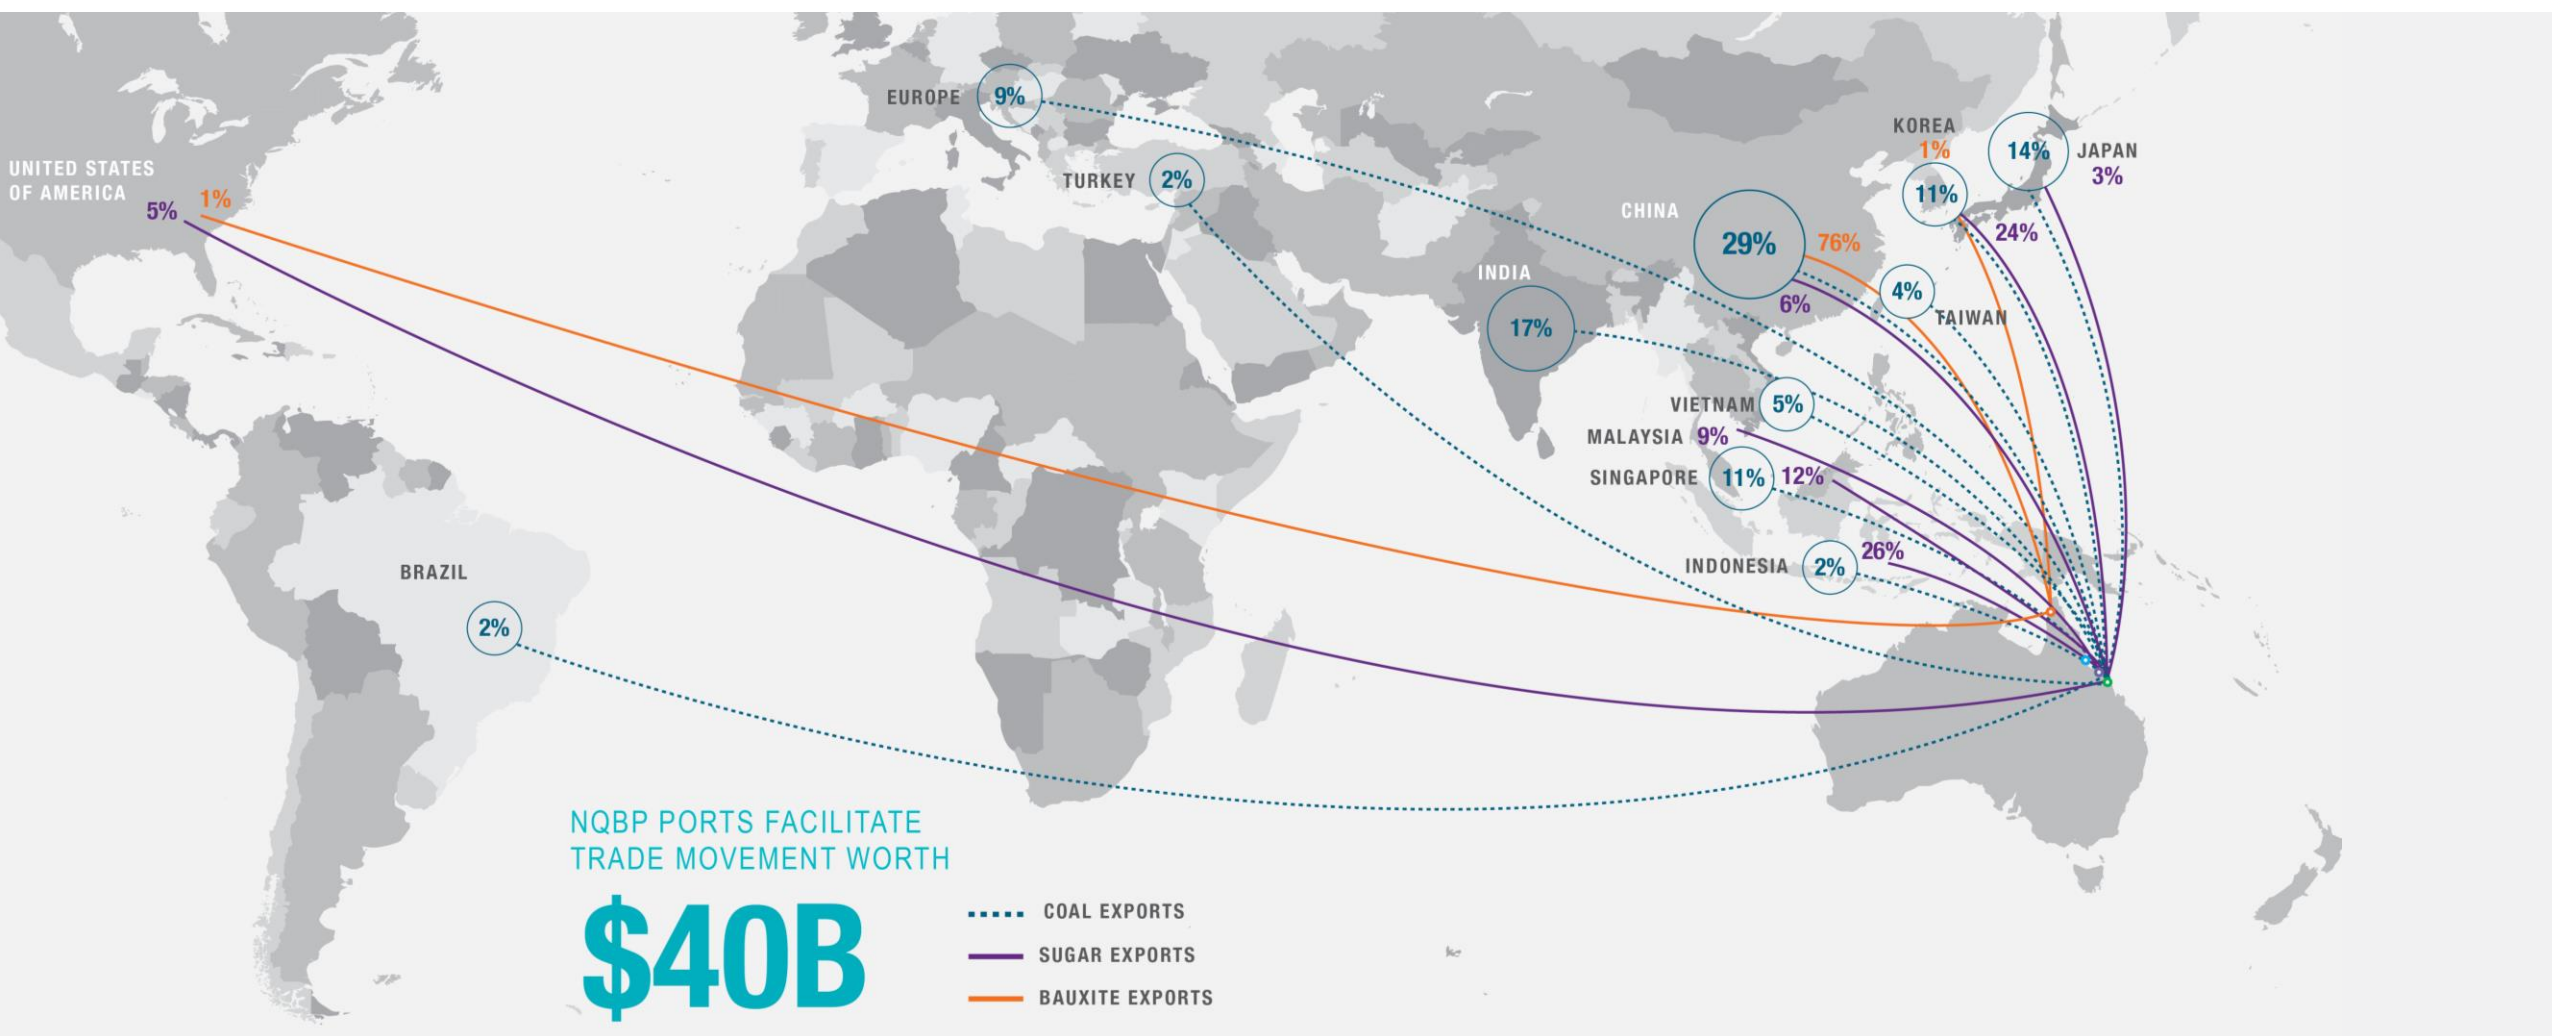 EUROPE 9%
KOREA
1%
11%
14%
JAPAN
3%
24%
UNITED STATES
OF AMERICA
5%
1%
TURKEY 2%
CHINA
29%
76%
6%
INDIA
17%
4%
TAIWAN
VIETNAM 5%
MALAYSIA 9%
SINGAPORE 11% 12%
INDONESIA 2% 26%
BRAZIL
2%
NQBP PORTS FACILITATE
TRADE MOVEMENT WORTH
$40B
COAL EXPORTS
SUGAR EXPORTS
BAUXITE EXPORTS